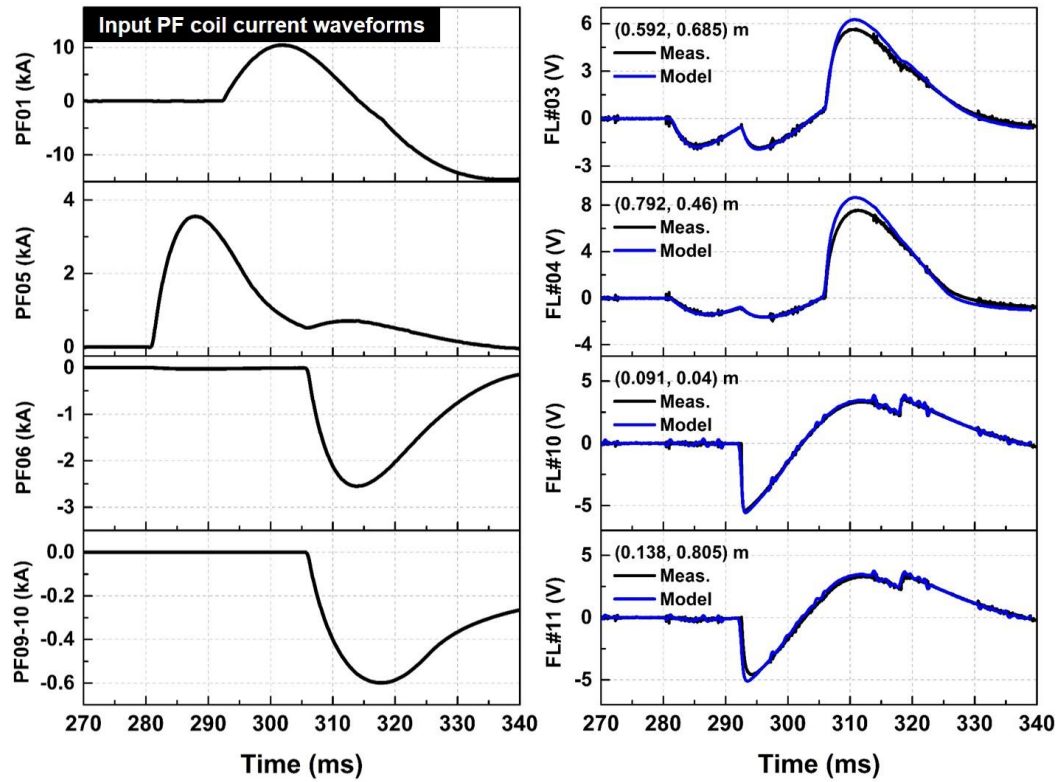 Input PF coil current waveforms
PF01 (kA)
10
0
-10
PF05 (kA)
4
2
0
PF06 (kA)
0
-1
-2
-3
PF09-10 (kA)
0.0
-0.2
-0.4
-0.6
270 280 290 300 310 320 330 340
Time (ms)
FL#03 (V)
6
3
0
-3
(0.592, 0.685) m
Meas.
Model
FL#04 (V)
8
4
0
-4
(0.792, 0.46) m
Meas.
Model
FL#10 (V)
5
0
-5
(0.091, 0.04) m
Meas.
Model
FL#11 (V)
5
0
-5
(0.138, 0.805) m
Meas.
Model
270 280 290 300 310 320 330 340
Time (ms)